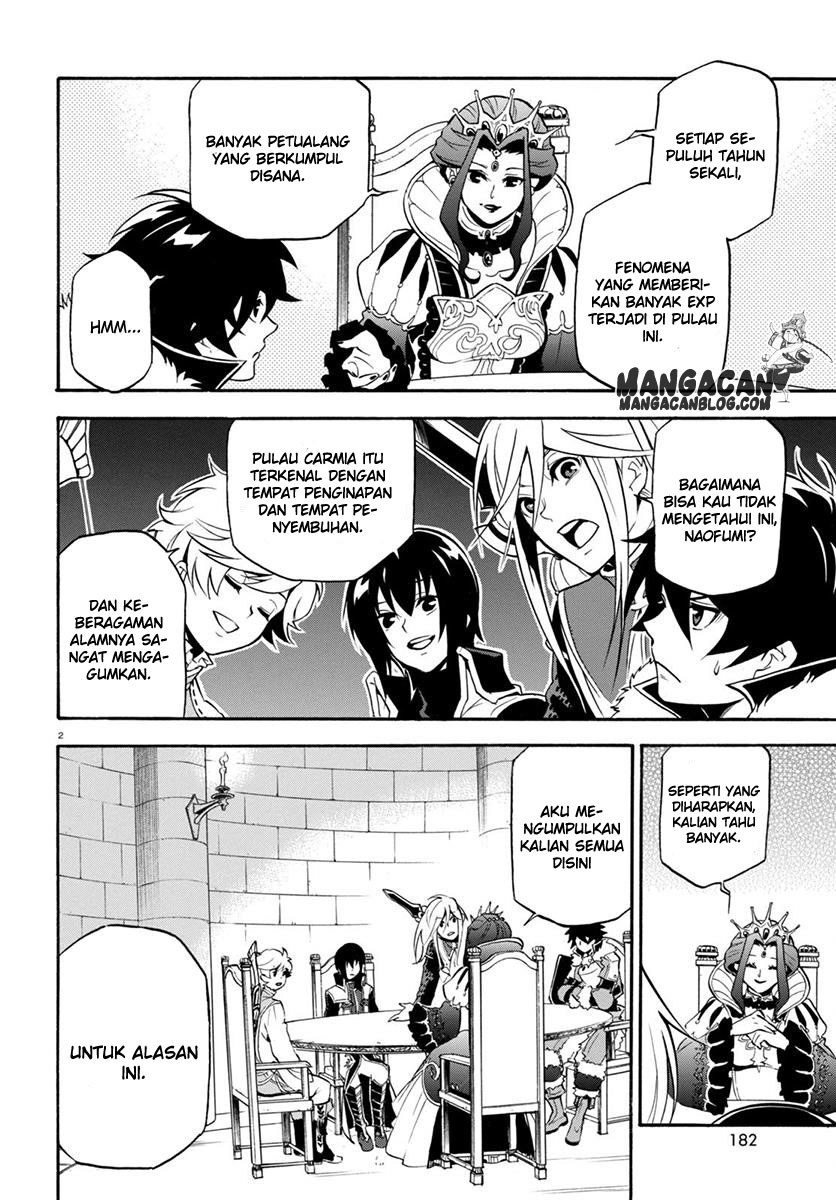 SETIAP SE-
PULUH TAHUN
SEKALI,
FENOMENA
YANG MEMBERI-
KAN BANYAK EXP
TERJADI DI PULAU
INI.
BANYAK PETUALANG
YANG BERKUMPUL
DISANA.
HMM...
MANGACAN
MANGACANBLOG.COM
BAGAIMANA
BISA KAU TIDAK
MENGETAHUI INI,
NAOFUMI?
PULAU CARMIA ITU
TERKENAL DENGAN
TEMPAT PENGINAPAN
DAN TEMPAT PE-
NYEMBUHAN.
DAN KE-
BERAGAMAN
ALAMNYA SA-
NGAT MENGA-
GUMKAN.
2
SEPERTI YANG
DIHARAPKAN,
KALIAN TAHU
BANYAK.
AKU ME-
NGUMPULKAN
KALIAN SEMUA
DISINI
UNTUK ALASAN
INI.
182